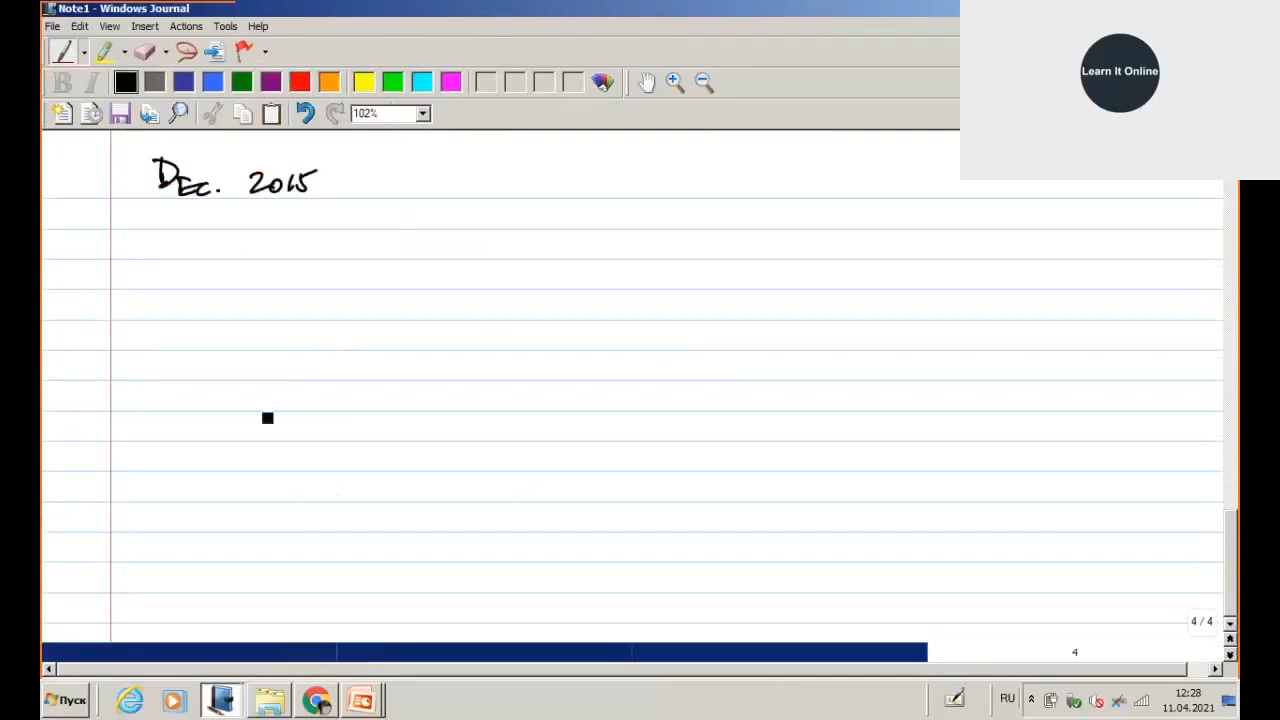 Note1 - Windows Journal
File Edit View Insert Actions Tools Help
B I
102%
Learn It Online
DEC. 2015
4 / 4
4
Пуск
RU
12:28
11.04.2021